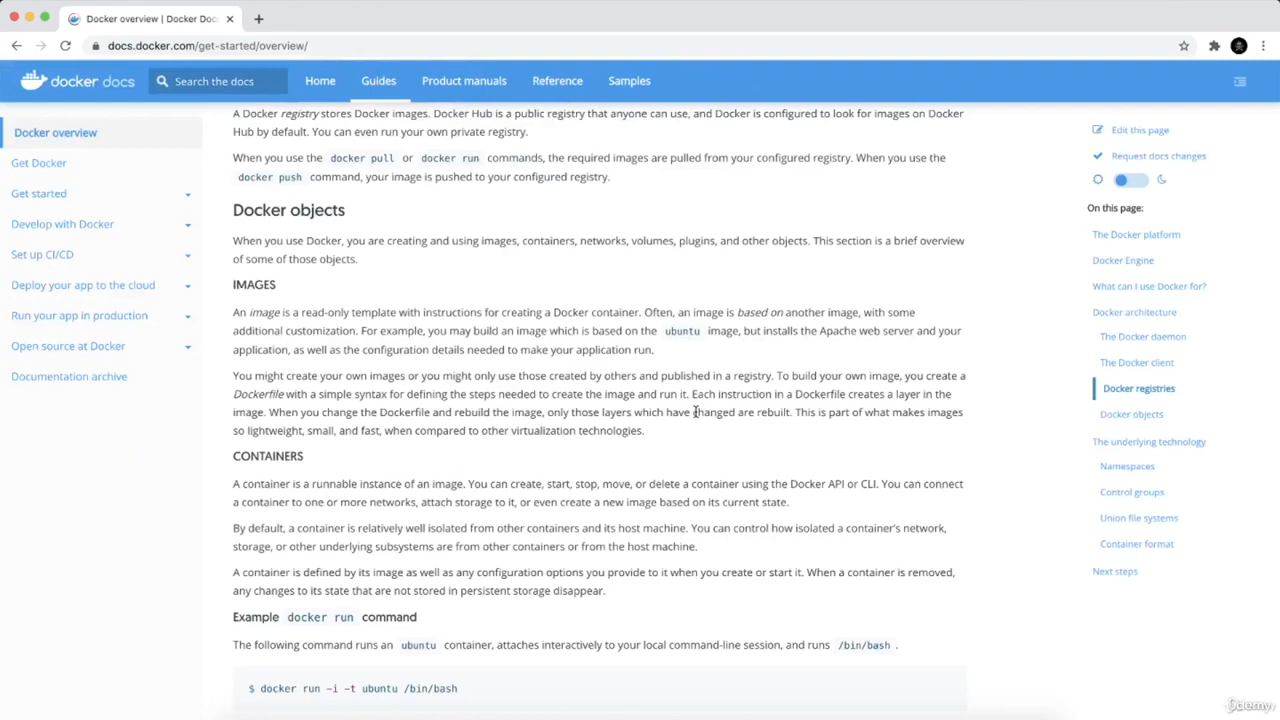 Docker overview | Docker Doc
docs.docker.com/get-started/overview/
docker docs
Search the docs
Home
Guides
Product manuals
Reference
Samples
Docker overview
Get Docker
Get started
Develop with Docker
Set up CI/CD
Deploy your app to the cloud
Run your app in production
Open source at Docker
Documentation archive
A Docker registry stores Docker images. Docker Hub is a public registry that anyone can use, and Docker is configured to look for images on Docker
Hub by default. You can even run your own private registry.
When you use the docker pull or docker run commands, the required images are pulled from your configured registry. When you use the
docker push command, your image is pushed to your configured registry.
Docker objects
When you use Docker, you are creating and using images, containers, networks, volumes, plugins, and other objects. This section is a brief overview
of some of those objects.
IMAGES
An image is a read-only template with instructions for creating a Docker container. Often, an image is based on another image, with some
additional customization. For example, you may build an image which is based on the ubuntu image, but installs the Apache web server and your
application, as well as the configuration details needed to make your application run.
You might create your own images or you might only use those created by others and published in a registry. To build your own image, you create a
Dockerfile with a simple syntax for defining the steps needed to create the image and run it. Each instruction in a Dockerfile creates a layer in the
image. When you change the Dockerfile and rebuild the image, only those layers which have changed are rebuilt. This is part of what makes images
so lightweight, small, and fast, when compared to other virtualization technologies.
CONTAINERS
A container is a runnable instance of an image. You can create, start, stop, move, or delete a container using the Docker API or CLI. You can connect
a container to one or more networks, attach storage to it, or even create a new image based on its current state.
By default, a container is relatively well isolated from other containers and its host machine. You can control how isolated a container's network,
storage, or other underlying subsystems are from other containers or from the host machine.
A container is defined by its image as well as any configuration options you provide to it when you create or start it. When a container is removed,
any changes to its state that are not stored in persistent storage disappear.
Example docker run command
The following command runs an ubuntu container, attaches interactively to your local command-line session, and runs /bin/bash .
$ docker run -i -t ubuntu /bin/bash
Edit this page
Request docs changes
On this page:
The Docker platform
Docker Engine
What can I use Docker for?
Docker architecture
The Docker daemon
The Docker client
Docker registries
Docker objects
The underlying technology
Namespaces
Control groups
Union file systems
Container format
Next steps
Udemy